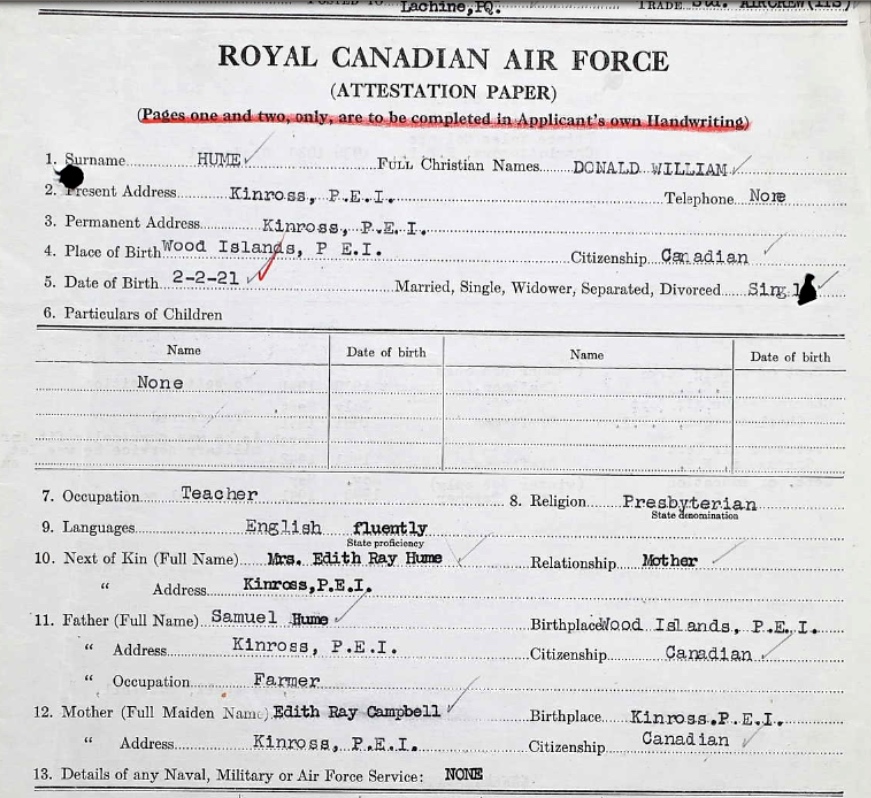 Lachine,PQ. TRADE Std. AIRCREW(
ROYAL CANADIAN AIR FORCE
(ATTESTATION PAPER)
(Pages one and two, only, are to be completed in Applicant's own Handwriting)
1. Surname HUME Full Christian Names DONALD WILLIAM
2. Present Address Kinross, P.E.I. Telephone None
3. Permanent Address Kinross, P.E.I.
4. Place of Birth Wood Islands, P E.I. Citizenship Canadian
5. Date of Birth 2-2-21 Married, Single, Widower, Separated, Divorced Singl
6. Particulars of Children
Name Date of birth Name Date of birth
None
7. Occupation Teacher 8. Religion Presbyterian
State denomination
9. Languages English fluently
State proficiency
10. Next of Kin (Full Name) Mrs. Edith Ray Hume Relationship Mother
" Address Kinross,P.E.I.
11. Father (Full Name) Samuel Hume Birthplace Wood Islands, P.E.I.
" Address Kinross, P.E.I. Citizenship Canadian
" Occupation Farmer
12. Mother (Full Maiden Name) Edith Ray Campbell Birthplace Kinross.P.E.I.
" Address Kinross, P.E.I. Citizenship Canadian
13. Details of any Naval, Military or Air Force Service: NONE